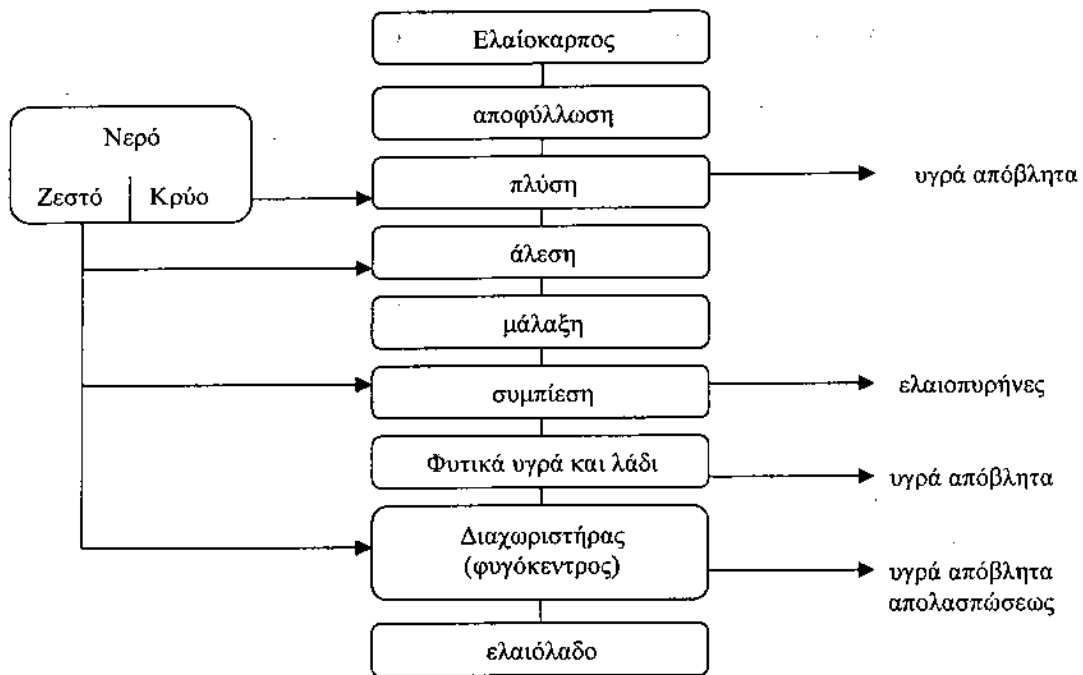 Ελαίοκαρπος
αποφύλλωση
Νερό
Ζεστό Κρύο
πλύση
υγρά απόβλητα
άλεση
μάλαξη
συμπίεση
ελαιοπυρήνες
Φυτικά υγρά και λάδι
υγρά απόβλητα
Διαχωριστήρας
(φυγόκεντρος)
υγρά απόβλητα
απολασπώσεως
ελαιόλαδο